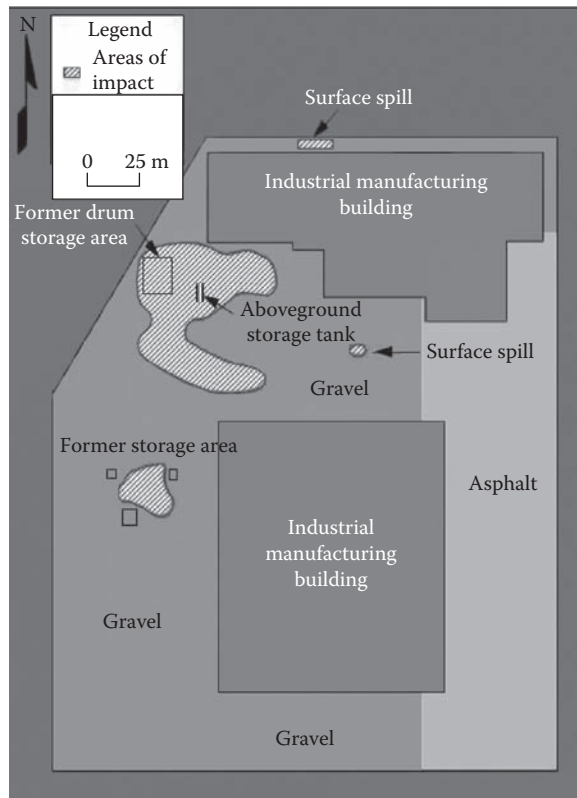 N
Legend
Areas of
impact
0 25 m
Surface spill
Industrial manufacturing
building
Former drum
storage area
Aboveground
storage tank
Surface spill
Gravel
Former storage area
Asphalt
Industrial
manufacturing
building
Gravel
Gravel